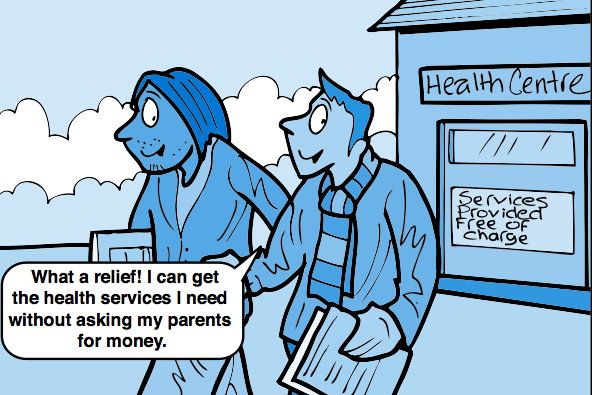 Health Centre
Services
Provided
Free of
charge
What a relief! I can get
the health services I need
without asking my parents
for money.